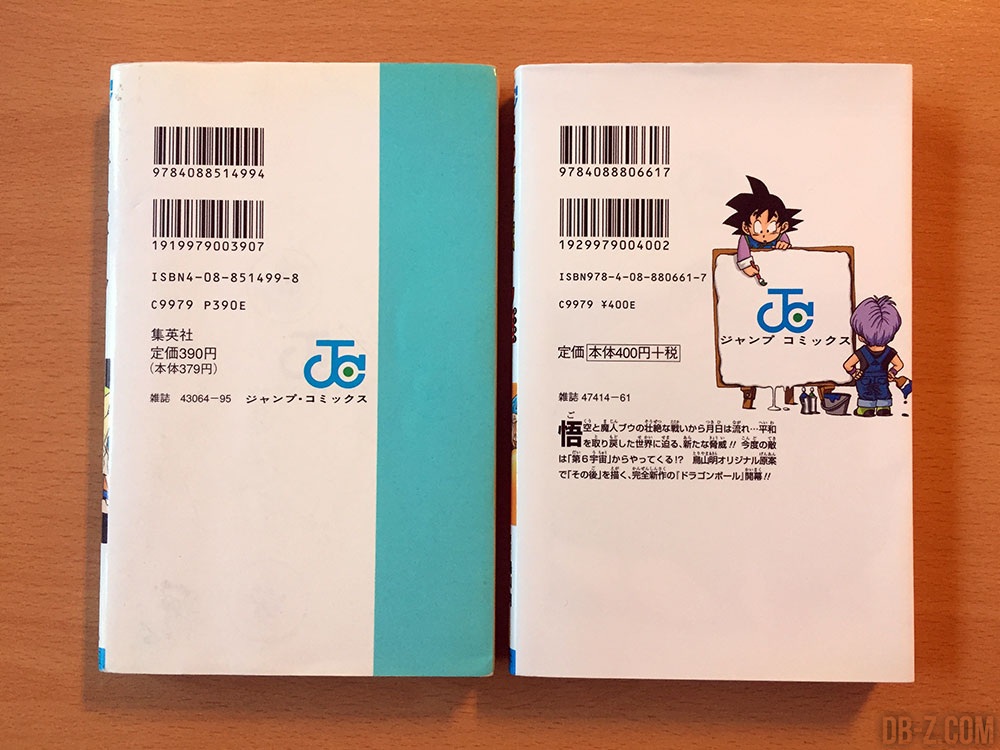 9784088514994
1919979003907
ISBN4-08-851499-8
C9979 P390E
集英社
定価390円
(本体379円)
雑誌 43064-95 ジャンプ・コミックス
9784088806617
1929979004002
ISBN978-4-08-880661-7
C9979 ¥400E
定価 本体400円+税
雑誌 47414-61
ジャンプ コミックス
悟空と魔人ブウの壮絶な戦いから月日は流れ…平和
を取り戻した世界に迫る、新たな脅威!! 今度の敵
は「第6宇宙」からやってくる!? 鳥山明オリジナル原案
で「その後」を描く、完全新作の「ドラゴンボール」開幕!!
DB-Z.COM